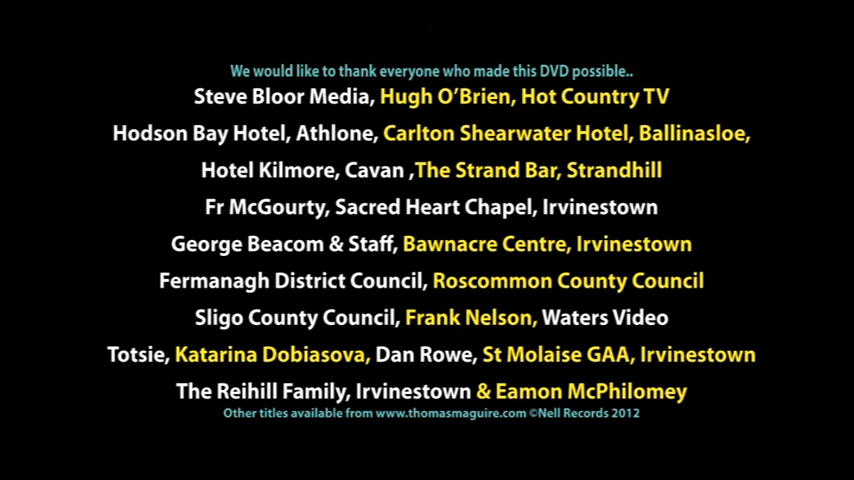 We would like to thank everyone who made this DVD possible..
Steve Bloor Media, Hugh O'Brien, Hot Country TV
Hodson Bay Hotel, Athlone, Carlton Shearwater Hotel, Ballinasloe,
Hotel Kilmore, Cavan ,The Strand Bar, Strandhill
Fr McGourty, Sacred Heart Chapel, Irvinestown
George Beacom & Staff, Bawnacre Centre, Irvinestown
Fermanagh District Council, Roscommon County Council
Sligo County Council, Frank Nelson, Waters Video
Totsie, Katarina Dobiasova, Dan Rowe, St Molaise GAA, Irvinestown
The Reihill Family, Irvinestown & Eamon McPhilomey
Other titles available from www.thomasmaguire.com ©Nell Records 2012